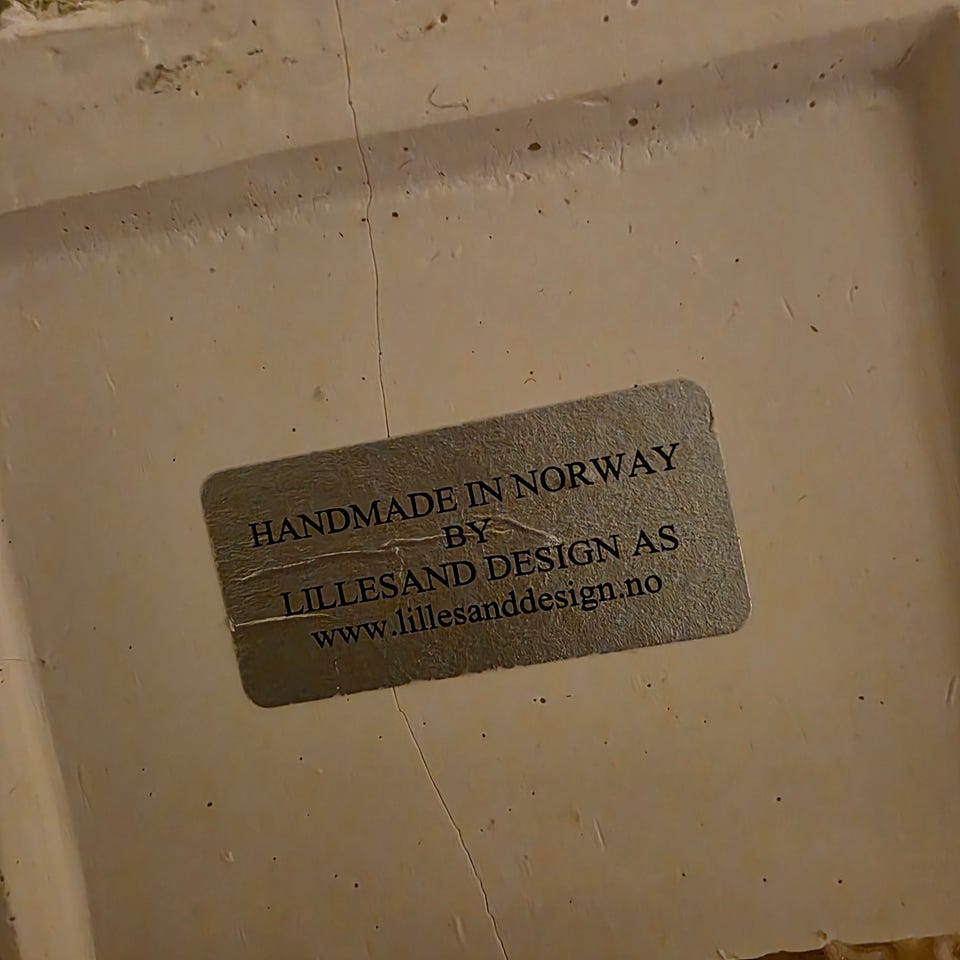 HANDMADE IN NORWAY
BY
LILLESAND DESIGN AS
www.lillesanddesign.no